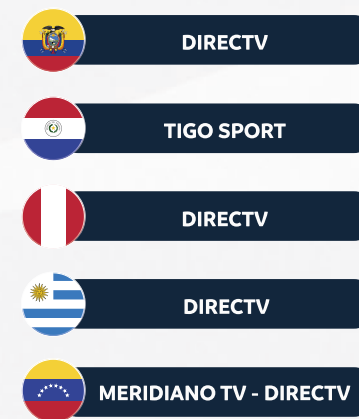 DIRECTV
TIGO SPORT
DIRECTV
DIRECTV
MERIDIANO TV - DIRECTV